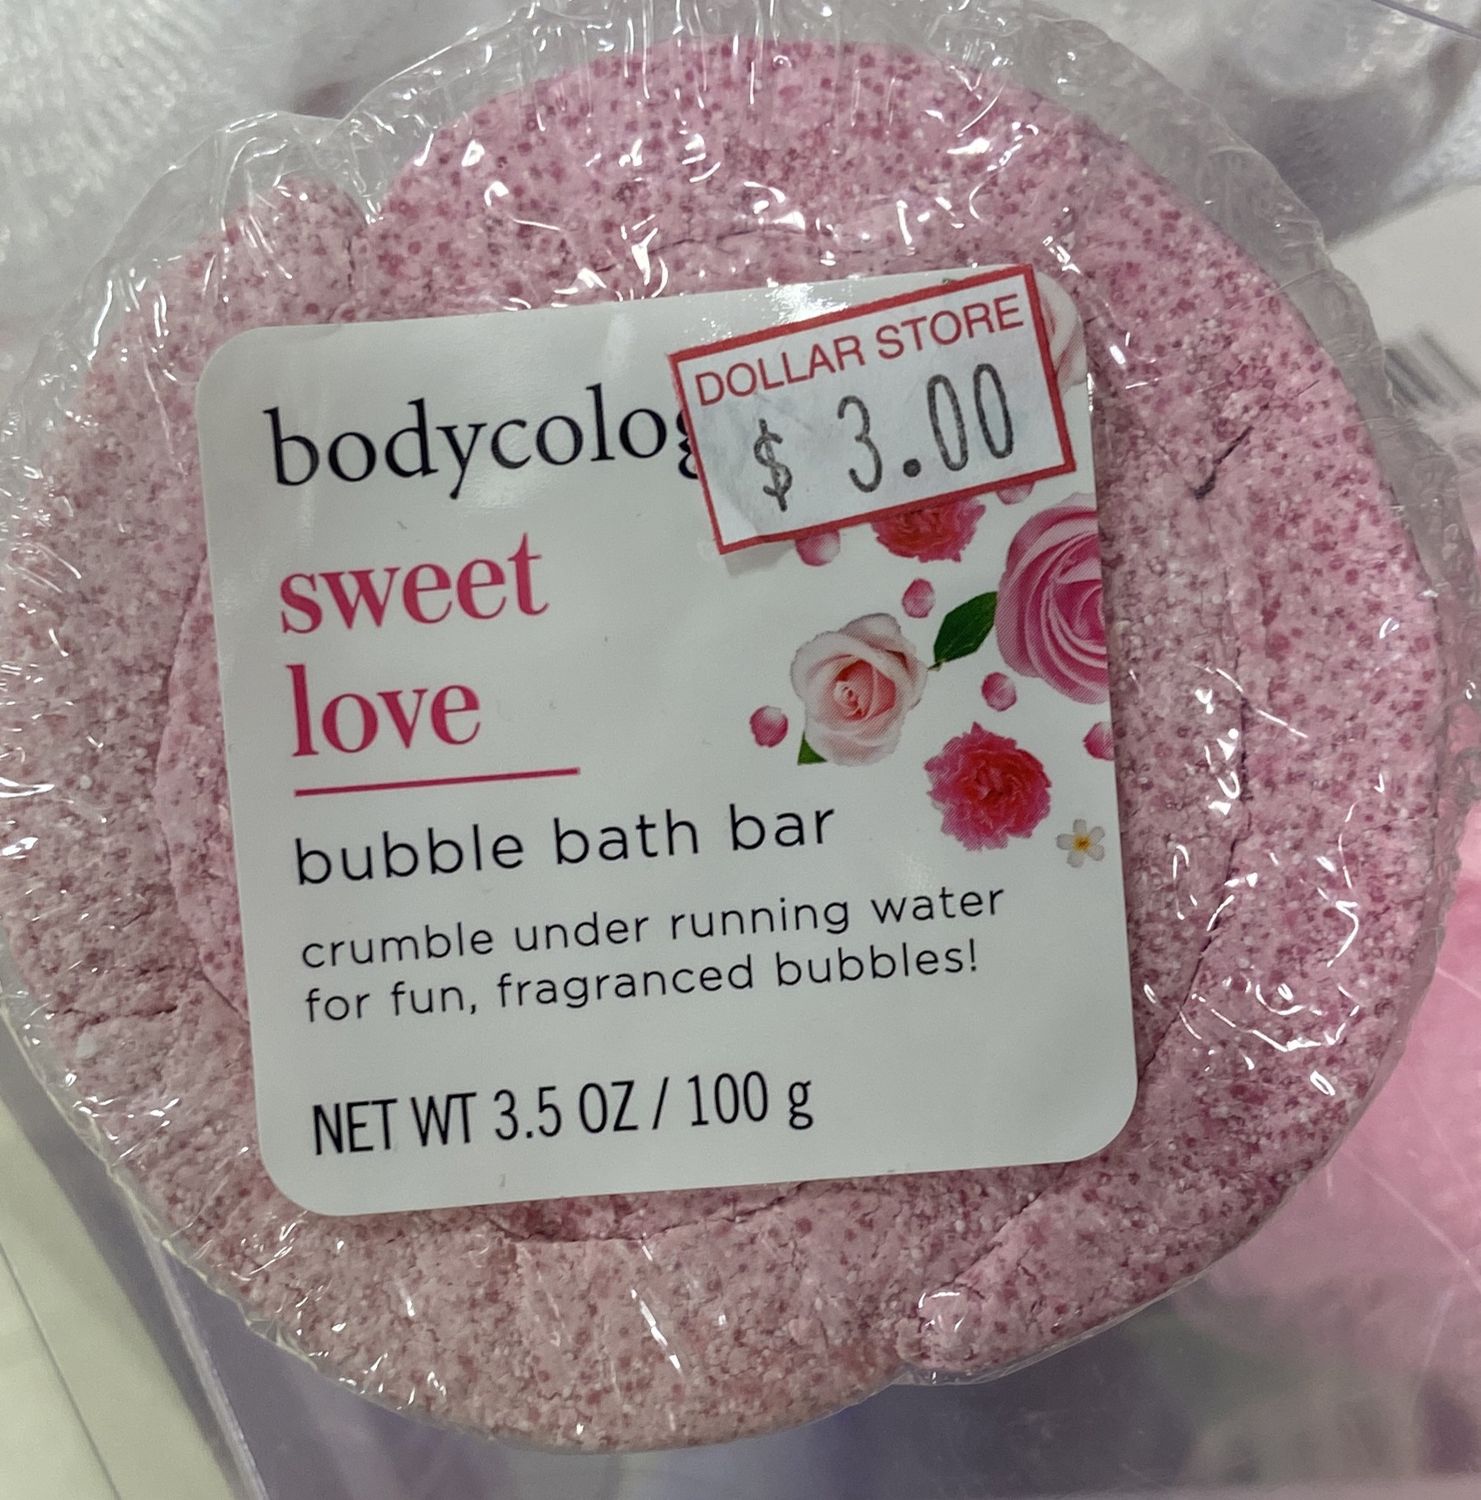 DOLLAR STORE
$ 3.00
bodycolog
sweet
love
bubble bath bar
crumble under running water
for fun, fragranced bubbles!
NET WT 3.5 OZ / 100 g